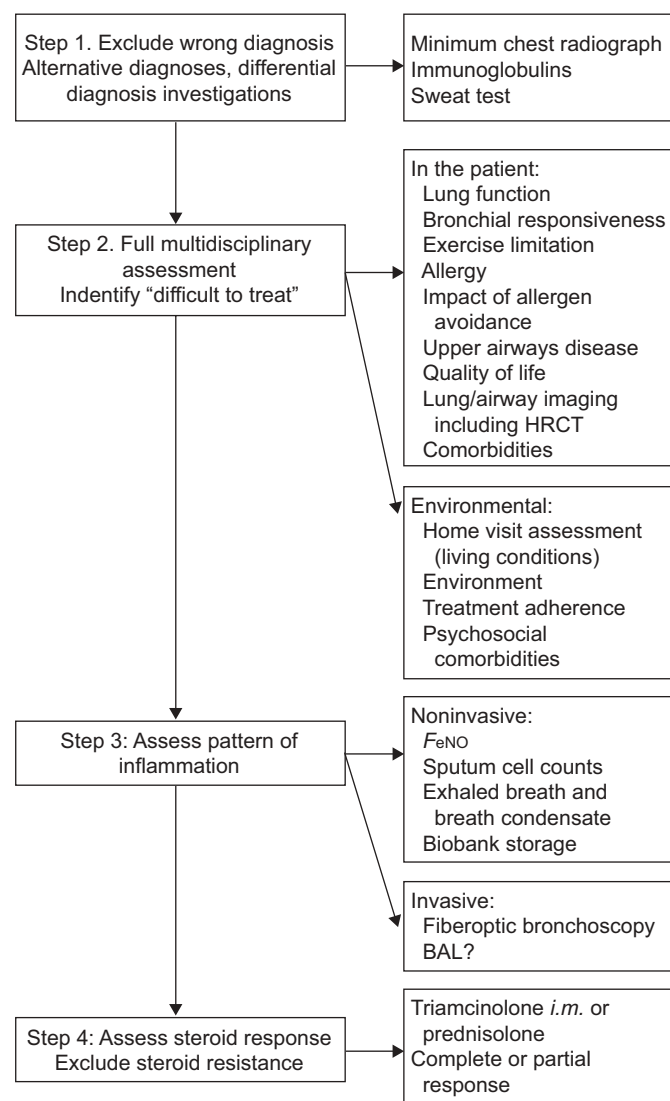 Step 1. Exclude wrong diagnosis
Alternative diagnoses, differential
diagnosis investigations
Minimum chest radiograph
Immunoglobulins
Sweat test
Step 2. Full multidisciplinary
assessment
Indentify “difficult to treat”
In the patient:
Lung function
Bronchial responsiveness
Exercise limitation
Allergy
Impact of allergen
avoidance
Upper airways disease
Quality of life
Lung/airway imaging
including HRCT
Comorbidities
Environmental:
Home visit assessment
(living conditions)
Environment
Treatment adherence
Psychosocial
comorbidities
Step 3: Assess pattern of
inflammation
Noninvasive:
FeNO
Sputum cell counts
Exhaled breath and
breath condensate
Biobank storage
Invasive:
Fiberoptic bronchoscopy
BAL?
Step 4: Assess steroid response
Exclude steroid resistance
Triamcinolone i.m. or
prednisolone
Complete or partial
response